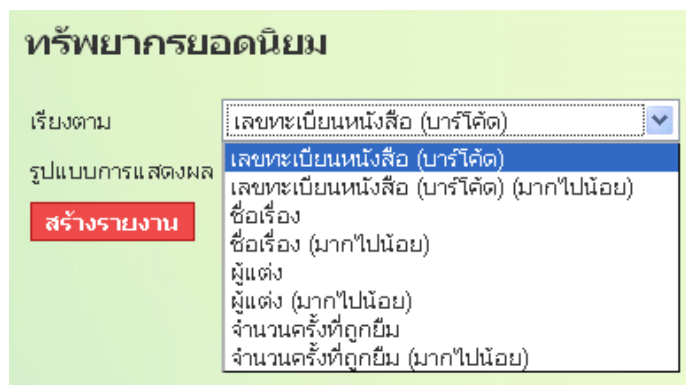 ทรัพยากรยอดนิยม
เรียงตาม
เลขทะเบียนหนังสือ (บาร์โค้ด)
รูปแบบการแสดงผล
เลขทะเบียนหนังสือ (บาร์โค้ด)
เลขทะเบียนหนังสือ (บาร์โค้ด) (มากไปน้อย)
ชื่อเรื่อง
ชื่อเรื่อง (มากไปน้อย)
ผู้แต่ง
ผู้แต่ง (มากไปน้อย)
จำนวนครั้งที่ถูกยืม
จำนวนครั้งที่ถูกยืม (มากไปน้อย)
สร้างรายงาน